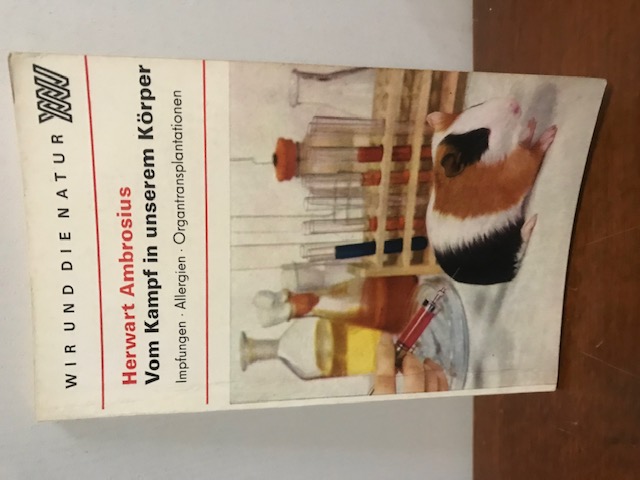 WIR UND DIE NATUR
Herwart Ambrosius
Vom Kampf in unserem Körper
Impfungen · Allergien · Organtransplantationen